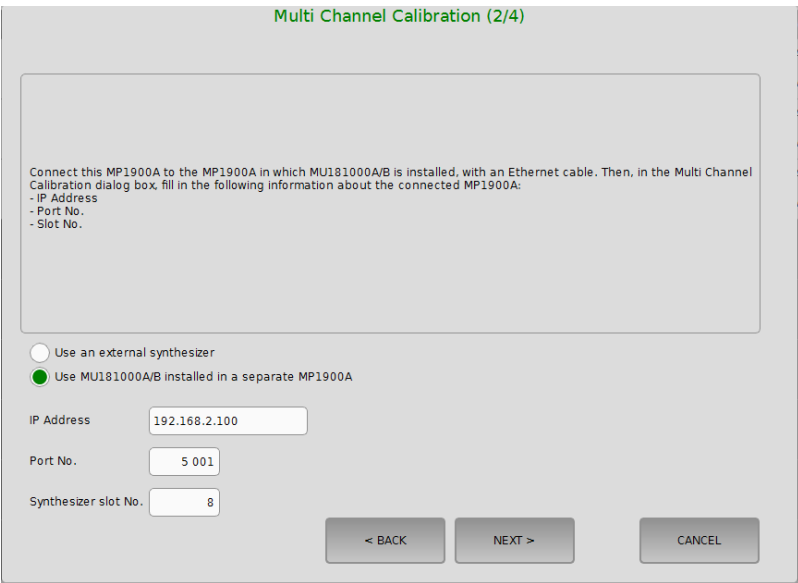 Multi Channel Calibration (2/4)
Connect this MP1900A to the MP1900A in which MU181000A/B is installed, with an Ethernet cable. Then, in the Multi Channel
Calibration dialog box, fill in the following information about the connected MP1900A:
- IP Address
- Port No.
- Slot No.
Use an external synthesizer
Use MU181000A/B installed in a separate MP1900A
IP Address 192.168.2.100
Port No. 5 001
Synthesizer slot No. 8
< BACK NEXT > CANCEL